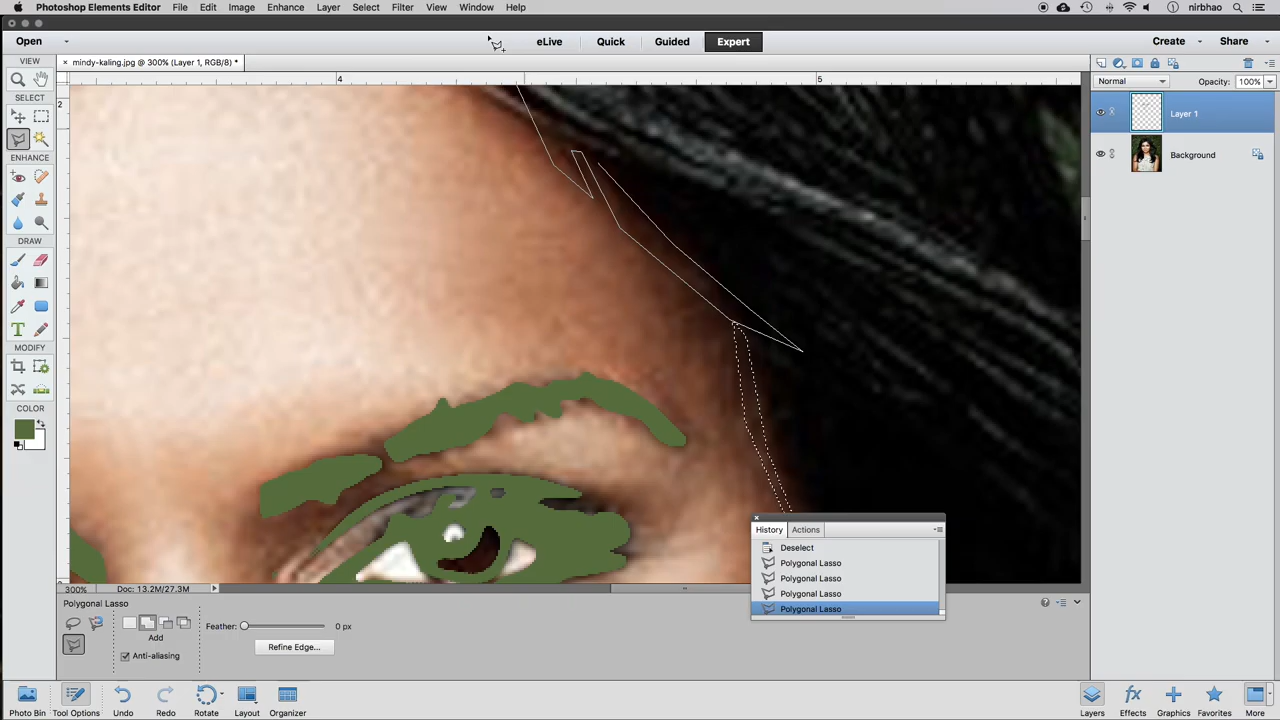 Photoshop Elements Editor File Edit Image Enhance Layer Select Filter View Window Help
1 nirbhao
Open eLive Quick Guided Expert Create Share
VIEW
mindy-kaling.jpg @ 300% (Layer 1, RGB/8) *
4 5
2
SELECT
ENHANCE
DRAW
T
MODIFY
COLOR
Normal Opacity: 100%
Layer 1
Background
History Actions
Deselect
Polygonal Lasso
Polygonal Lasso
Polygonal Lasso
Polygonal Lasso
300% Doc: 13.2M/27.3M
Polygonal Lasso
Add
Anti-aliasing
Feather: 0 px
Refine Edge...
Photo Bin Tool Options Undo Redo Rotate Layout Organizer
Layers Effects Graphics Favorites More